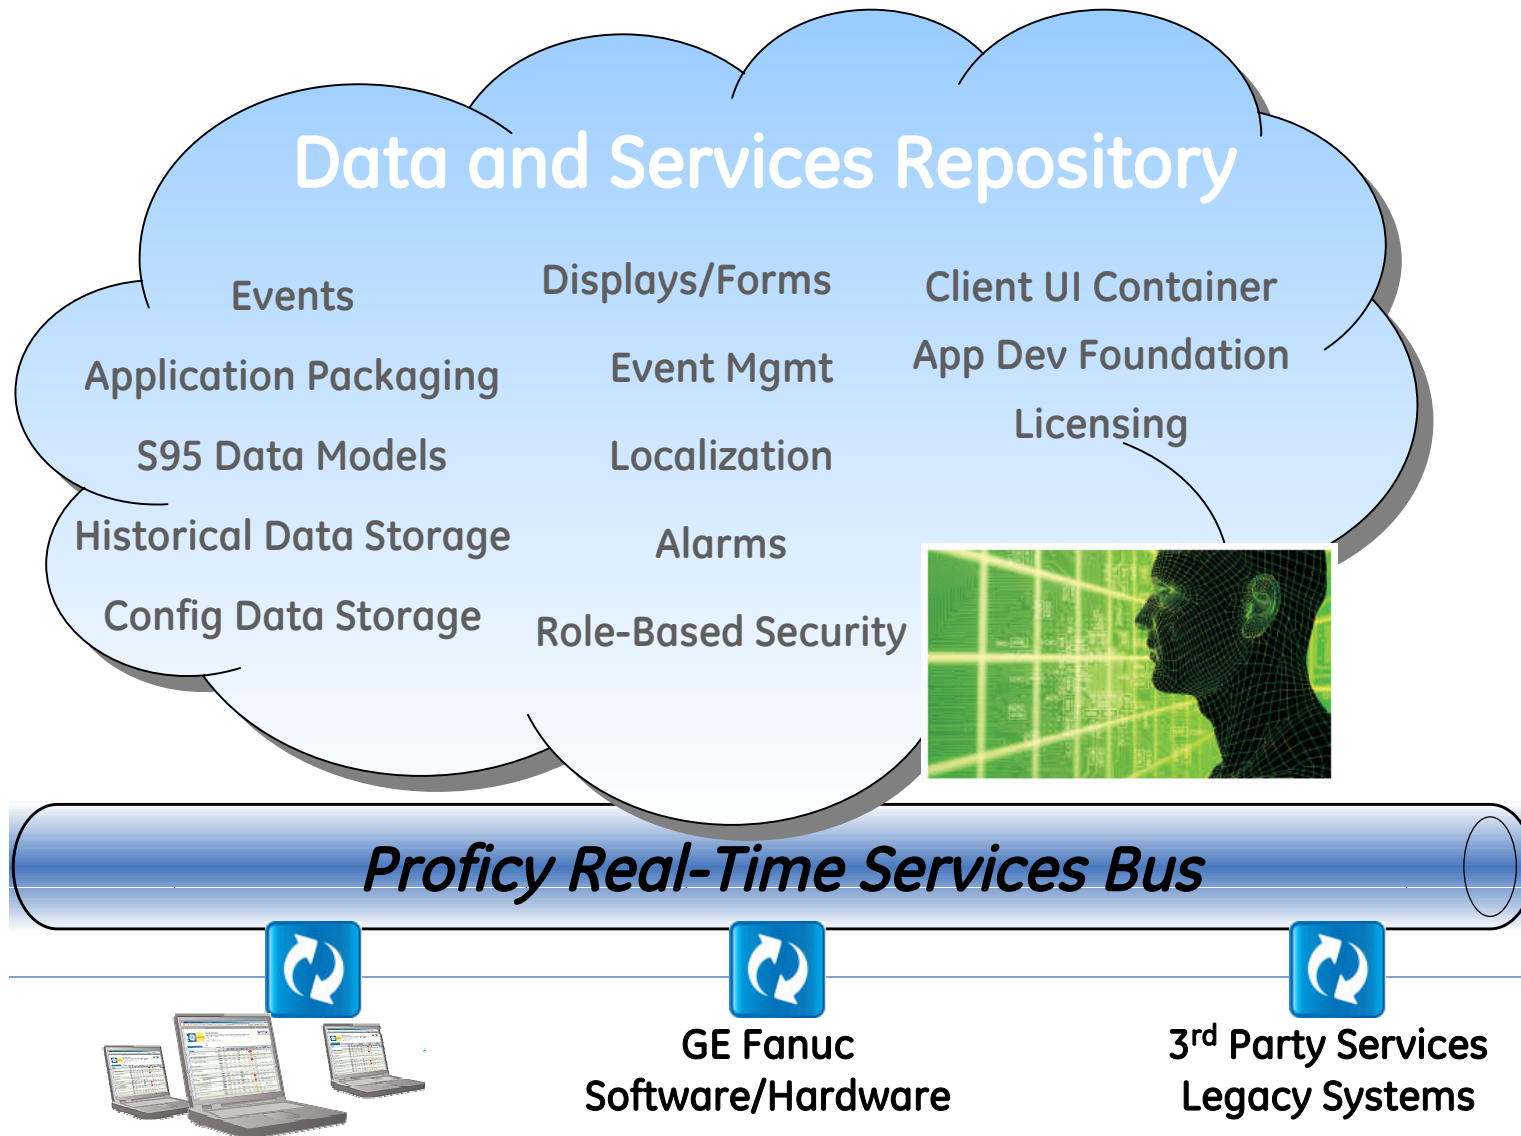 Data and Services Repository
Events
Application Packaging
S95 Data Models
Historical Data Storage
Config Data Storage
Displays/Forms
Event Mgmt
Localization
Alarms
Role-Based Security
Client UI Container
App Dev Foundation
Licensing
Proficy Real-Time Services Bus
GE Fanuc
Software/Hardware
3rd Party Services
Legacy Systems